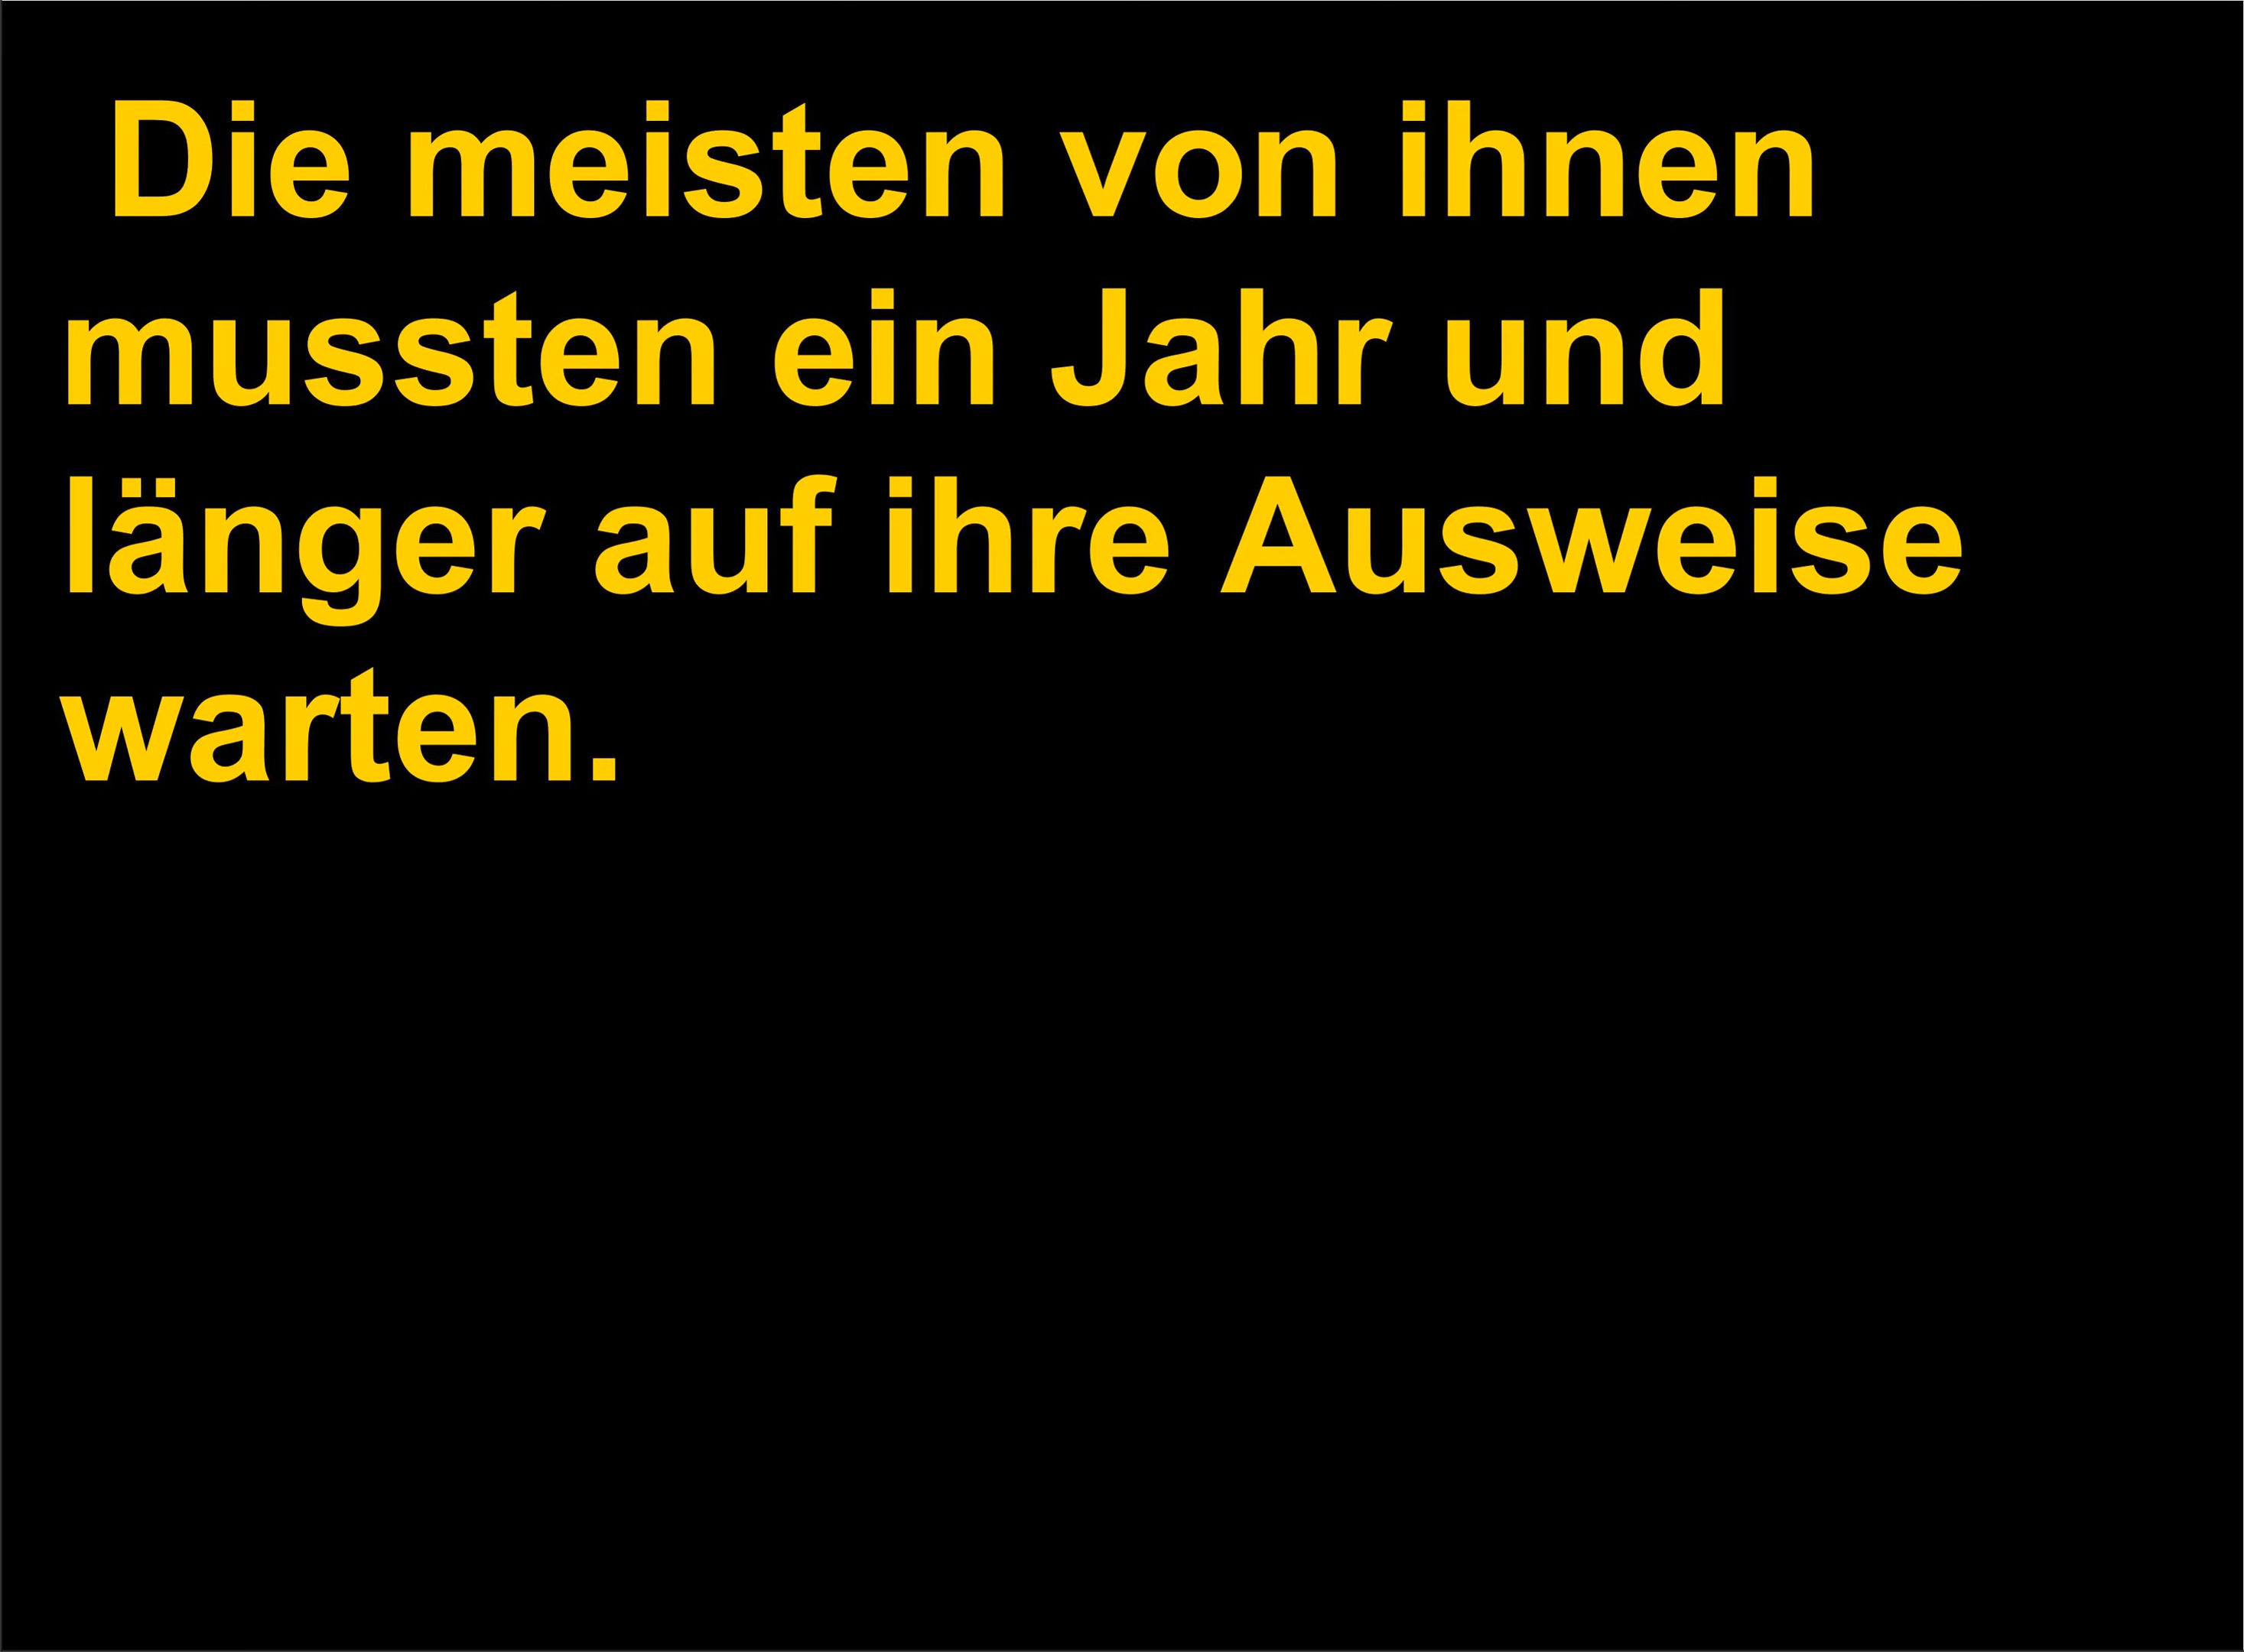 Die meisten von ihnen
mussten ein Jahr und
länger auf ihre Ausweise
warten.